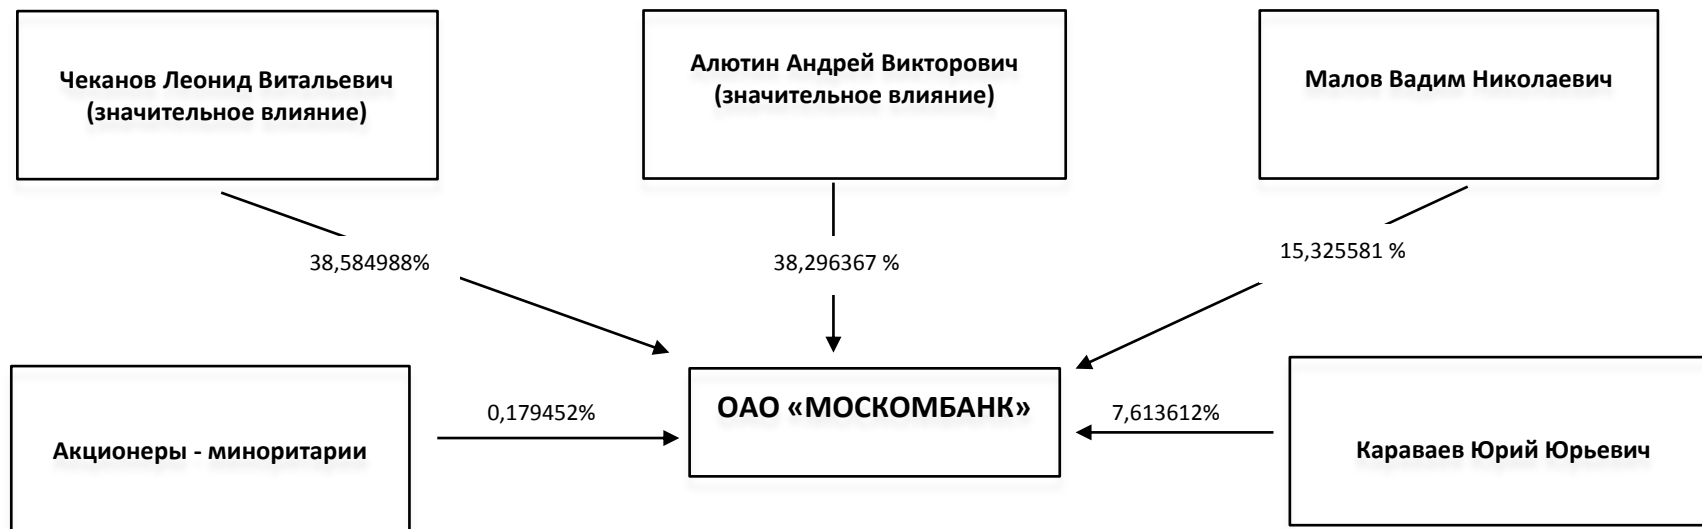 Чеканов Леонид Витальевич
(значительное влияние)
Алютин Андрей Викторович
(значительное влияние)
Малов Вадим Николаевич
38,584988%
38,296367 %
15,325581 %
Акционеры - миноритарии
0,179452%
ОАО «МОСКОМБАНК»
7,613612%
Караваев Юрий Юрьевич